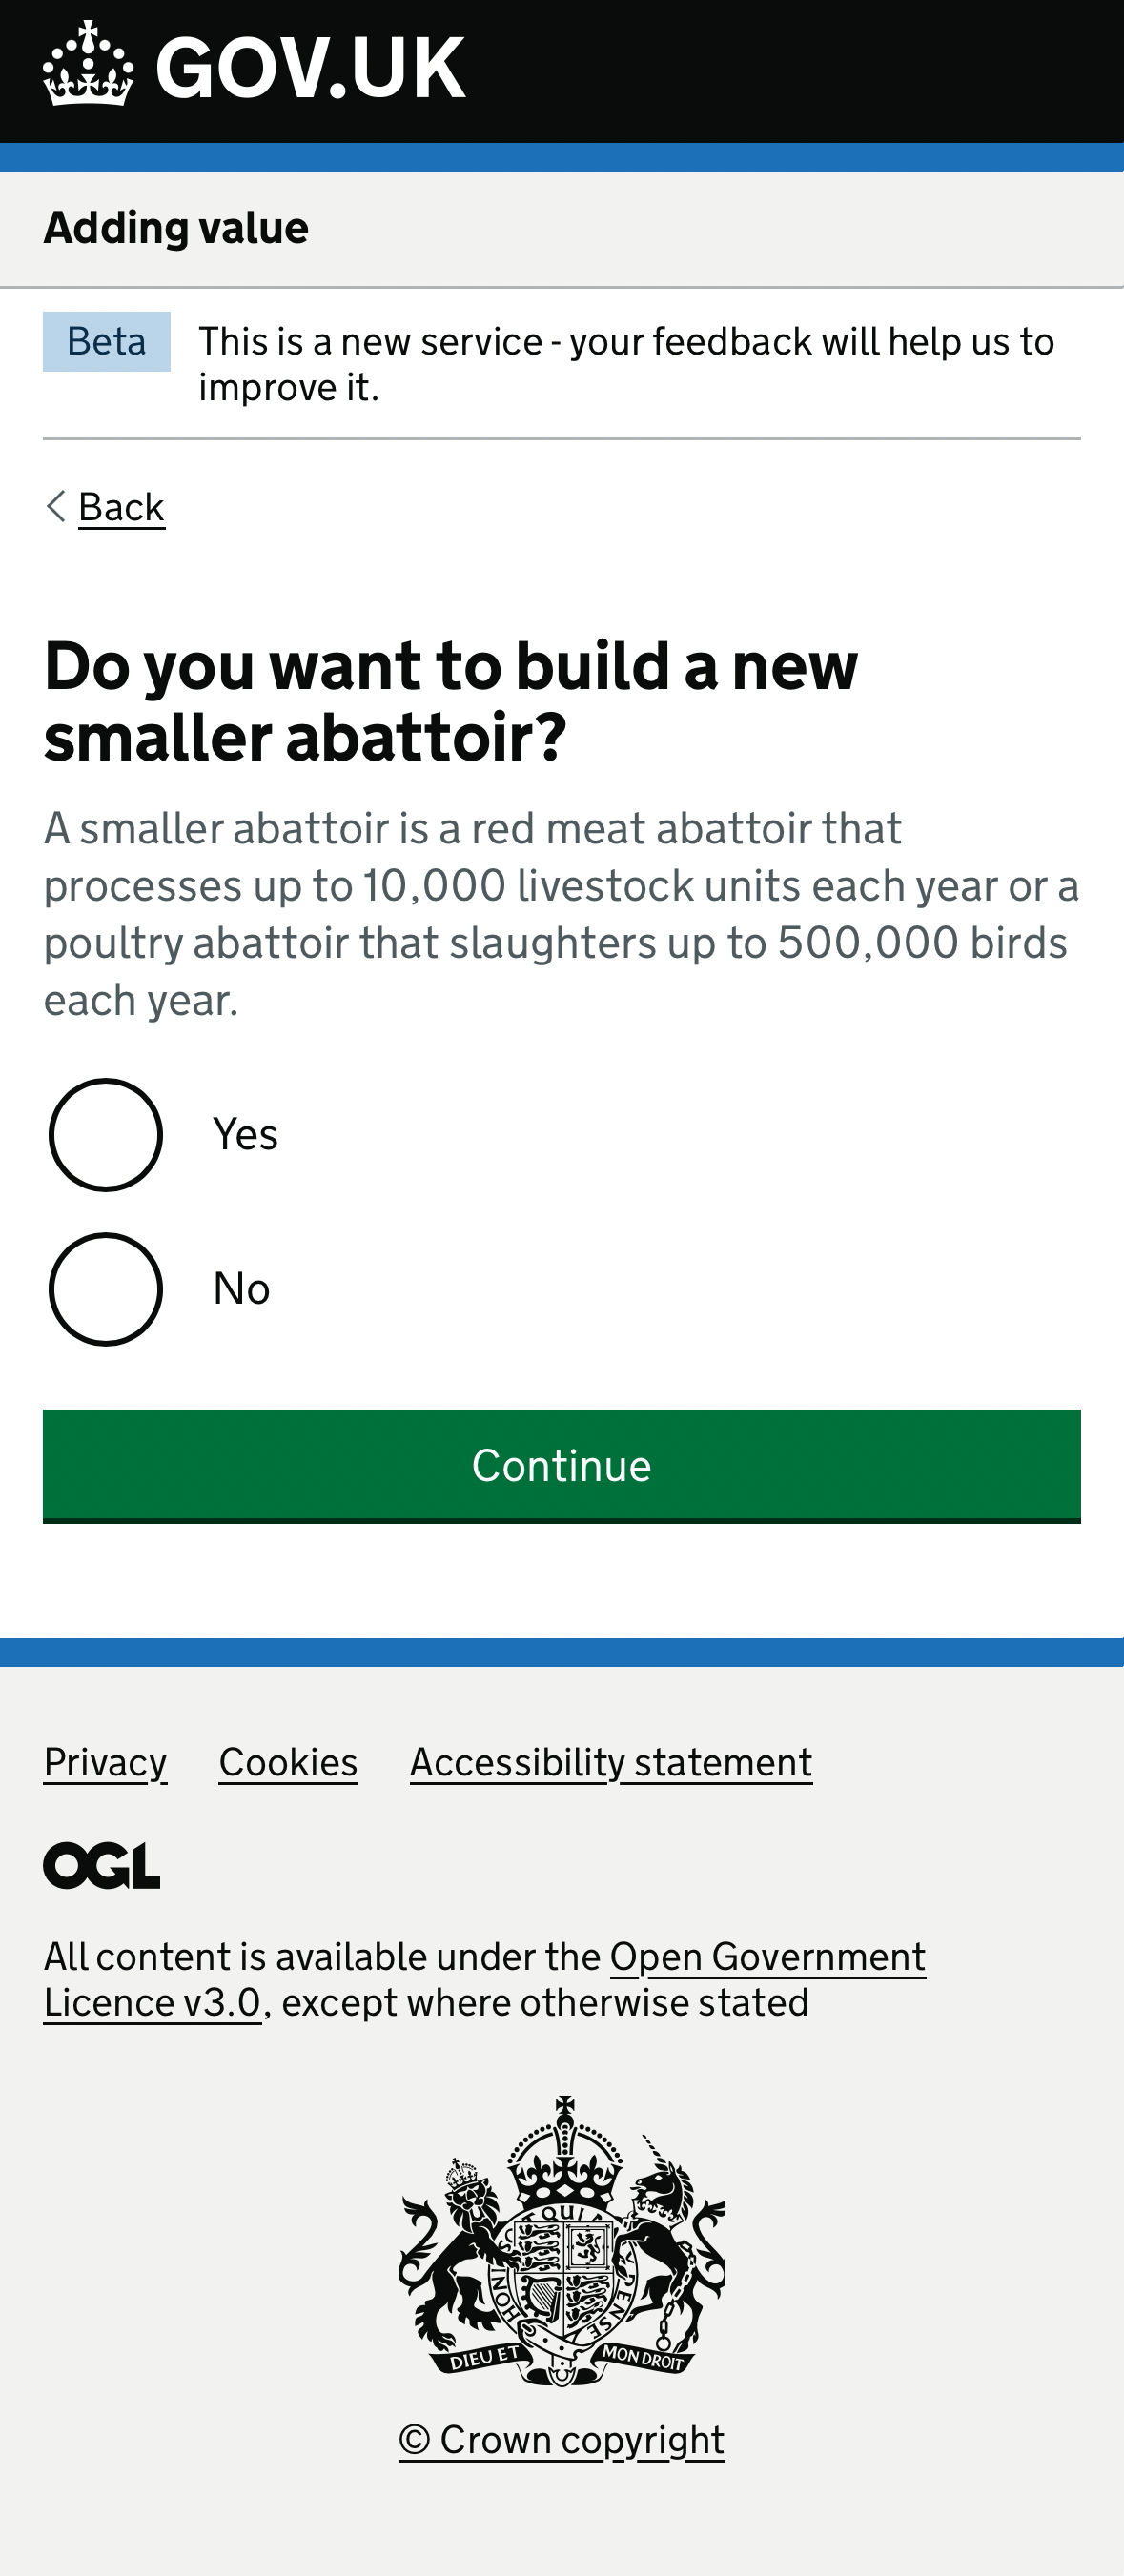 GOV.UK
Adding value
Beta
This is a new service - your feedback will help us to
improve it.
Back
Do you want to build a new
smaller abattoir?
A smaller abattoir is a red meat abattoir that
processes up to 10,000 livestock units each year or a
poultry abattoir that slaughters up to 500,000 birds
each year.
Yes
No
Continue
Privacy Cookies Accessibility statement
OGL
All content is available under the Open Government
Licence v3.0, except where otherwise stated
QUI
HONI
PENSE
DIEU ET MON DROIT
© Crown copyright